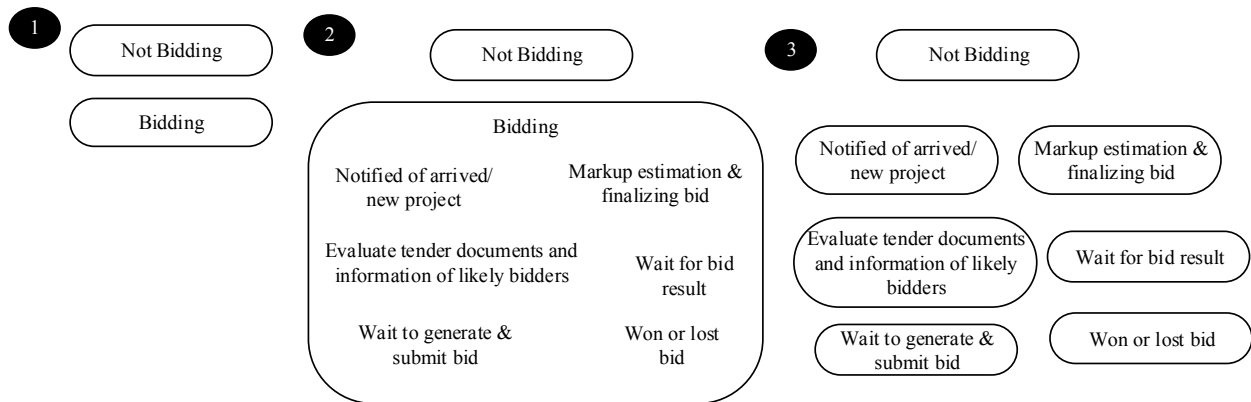 1
Not Bidding
Bidding
2
Not Bidding
Bidding
Notified of arrived/
new project
Markup estimation &
finalizing bid
Evaluate tender documents and
information of likely bidders
Wait for bid
result
Wait to generate &
submit bid
Won or lost
bid
3
Not Bidding
Notified of arrived/
new project
Markup estimation &
finalizing bid
Evaluate tender documents
and information of likely
bidders
Wait for bid result
Wait to generate &
submit bid
Won or lost bid